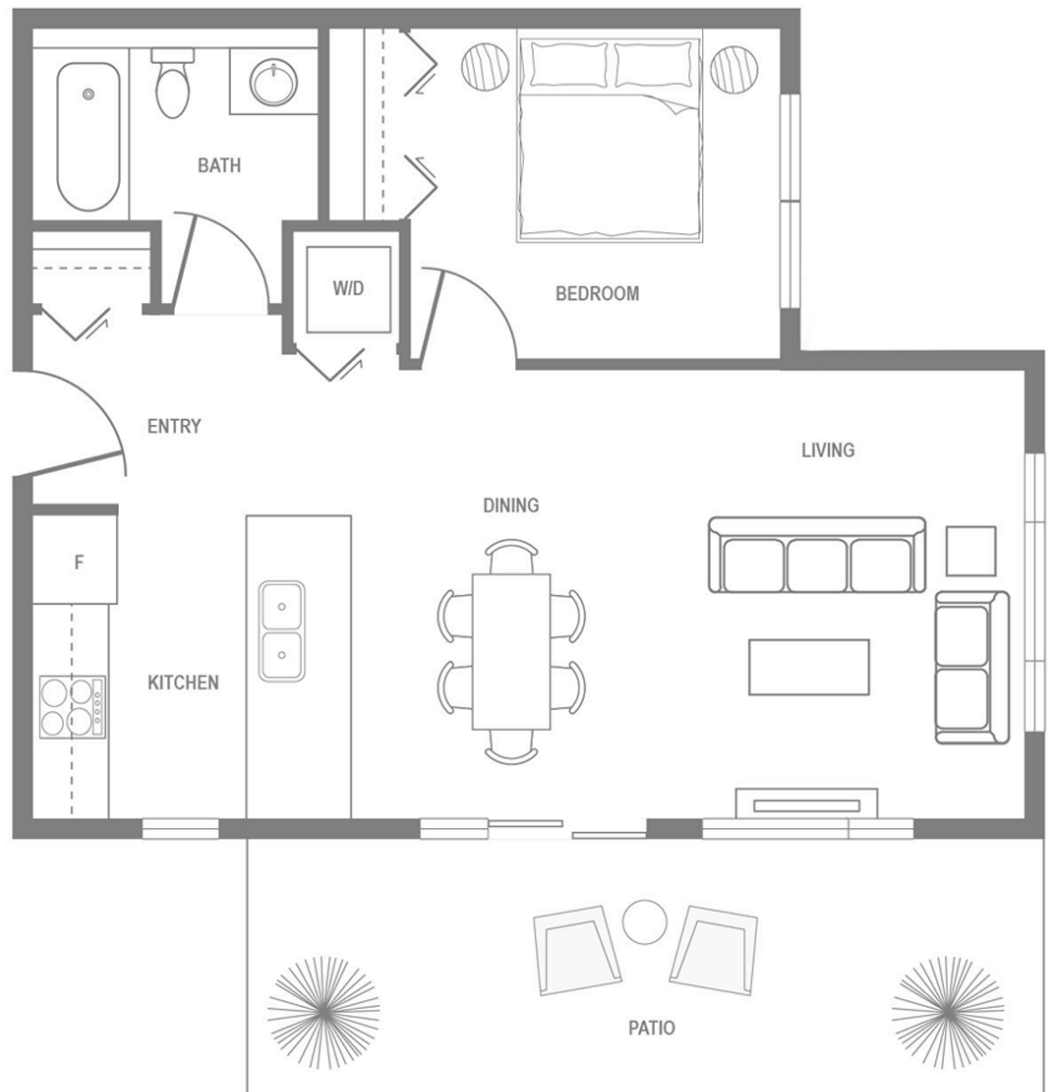 BATH
W/D
BEDROOM
ENTRY
LIVING
DINING
F
KITCHEN
PATIO